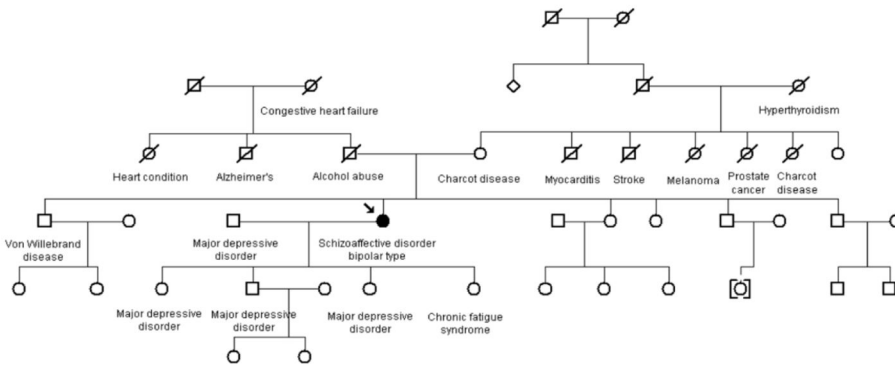 Congestive heart failure
Hyperthyroidism
Heart condition
Alzheimer's
Alcohol abuse
Charcot disease
Myocarditis
Stroke
Melanoma
Prostate
cancer
Charcot
disease
Von Willebrand
disease
Major depressive
disorder
Schizoaffective disorder
bipolar type
Major depressive
disorder
Major depressive
disorder
Major depressive
disorder
Chronic fatigue
syndrome